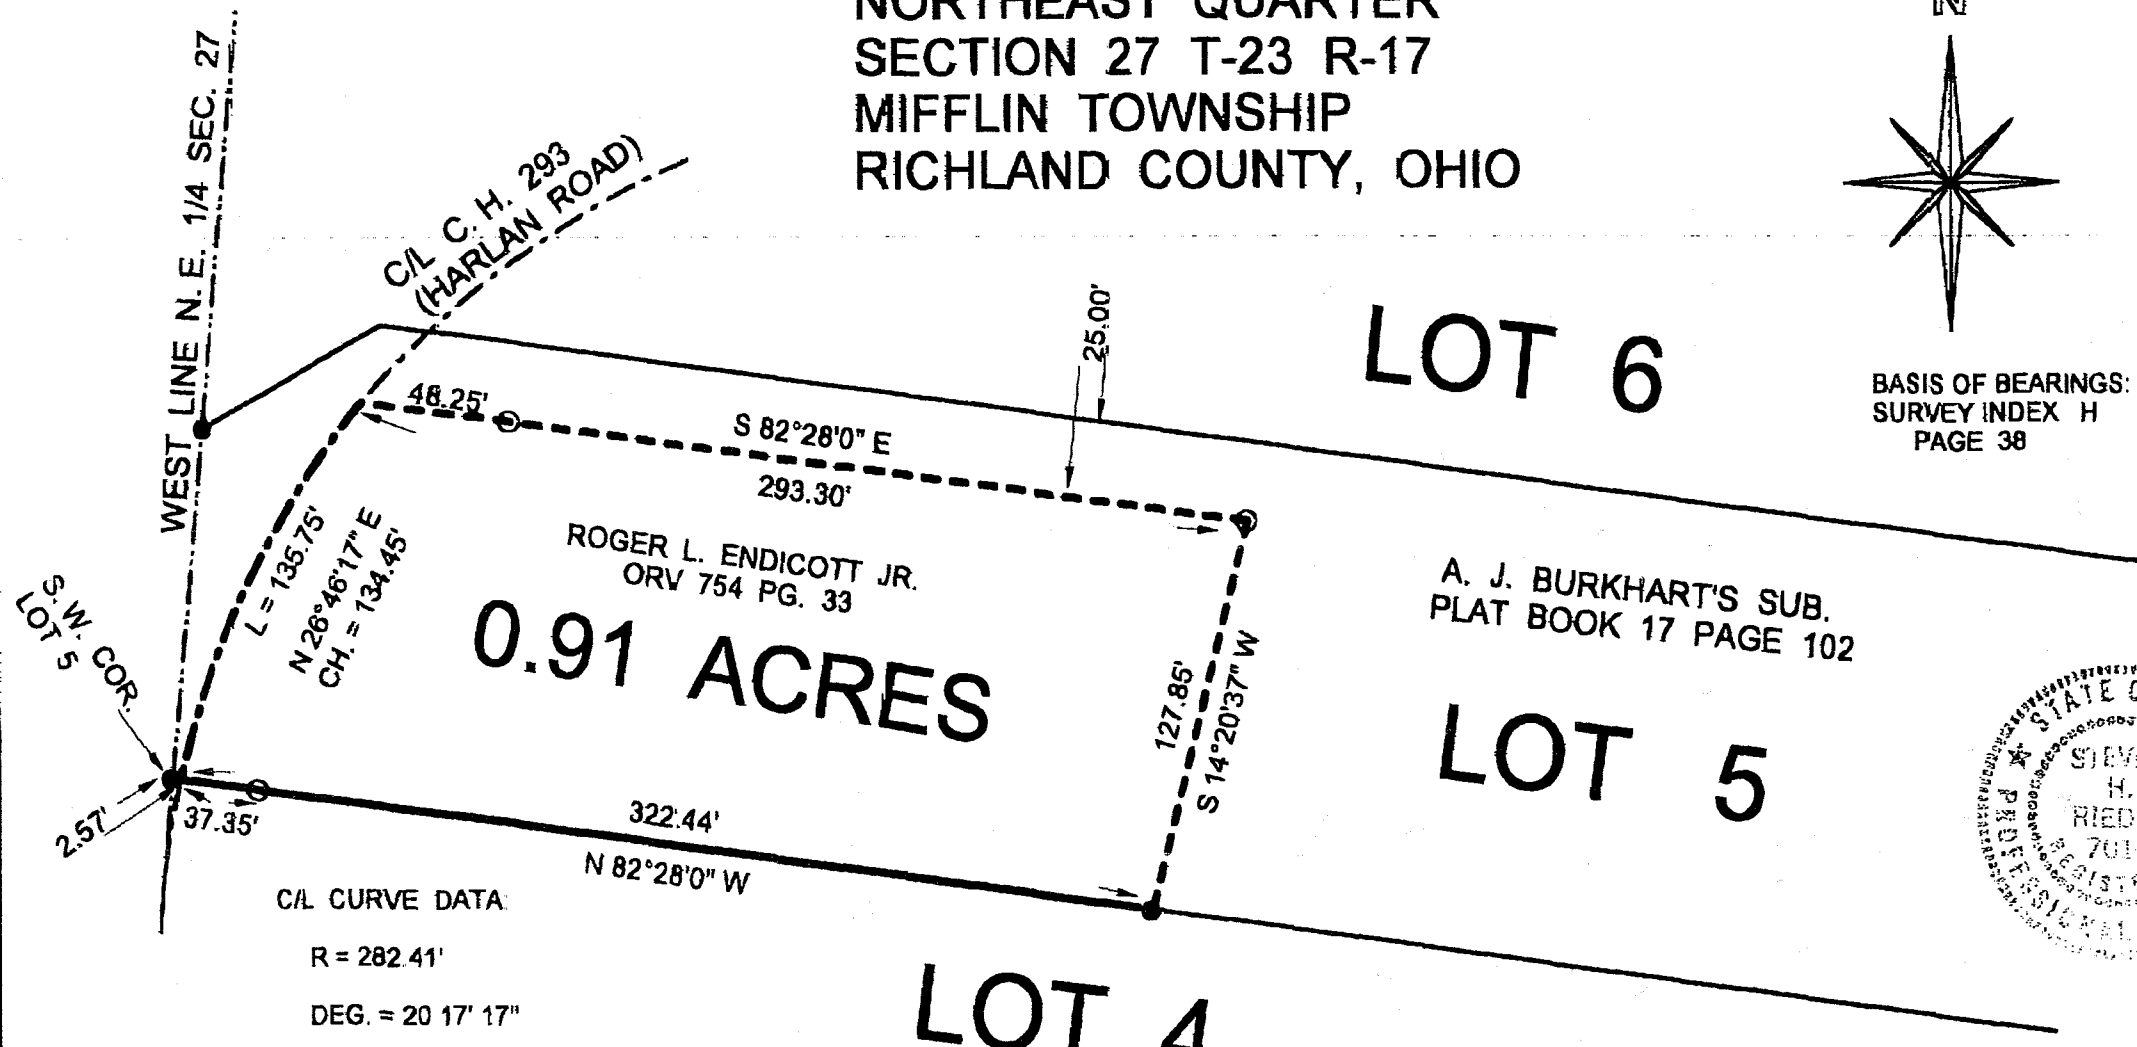 NORTHEAST QUARTER
SECTION 27 T-23 R-17
MIFFLIN TOWNSHIP
RICHLAND COUNTY, OHIO
N
WEST LINE N. E. 1/4 SEC. 27
C/L C. H. 293
(HARLAN ROAD)
25.00'
LOT 6
BASIS OF BEARINGS:
SURVEY INDEX H
PAGE 38
48.25'
S 82°28'0" E
293.30'
L = 135.75'
N 26°46'17" E
CH. = 134.45'
ROGER L. ENDICOTT JR.
ORV 754 PG. 33
0.91 ACRES
A. J. BURKHART'S SUB.
PLAT BOOK 17 PAGE 102
127.85'
S 14°20'37" W
LOT 5
S. W. COR.
LOT 5
2.57'
37.35'
322.44'
N 82°28'0" W
C/L CURVE DATA:
R = 282.41'
DEG. = 20 17' 17"
LOT 4
STATE
H.
PROFESSIONAL